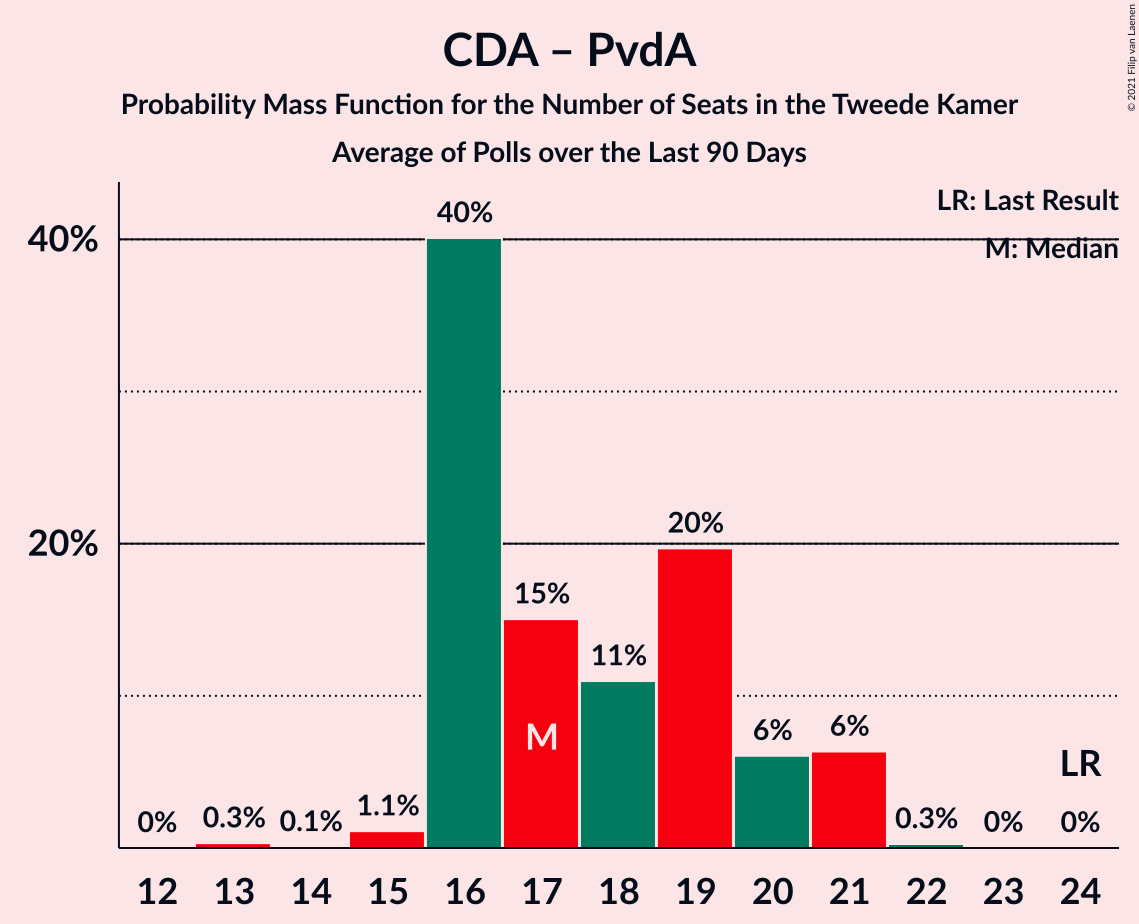 CDA – PvdA
Probability Mass Function for the Number of Seats in the Tweede Kamer
Average of Polls over the Last 90 Days
© 2021 Filip van Laenen
LR: Last Result
M: Median
40%
20%
0%
0.3%
0.1%
1.1%
40%
15%
11%
20%
6%
6%
0.3%
0%
0%
M
LR
12 13 14 15 16 17 18 19 20 21 22 23 24